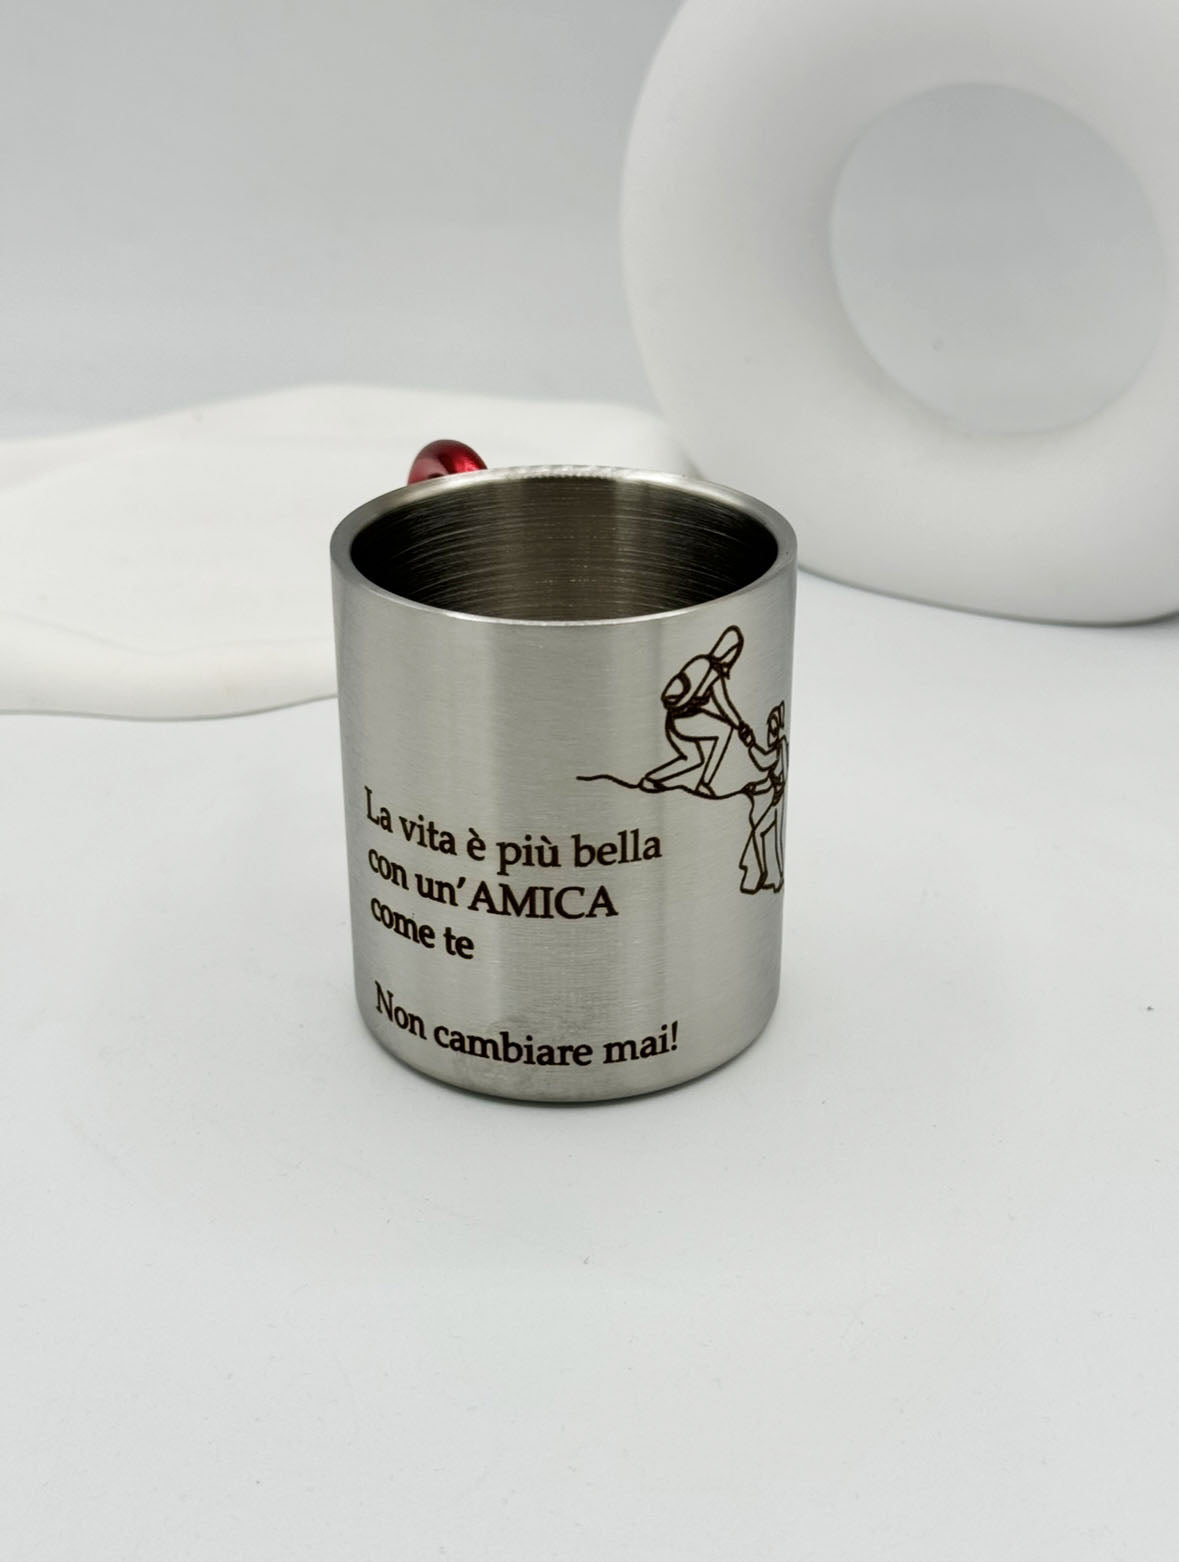 La vita è più bella
con un'AMICA
come te
Non cambiare mai!